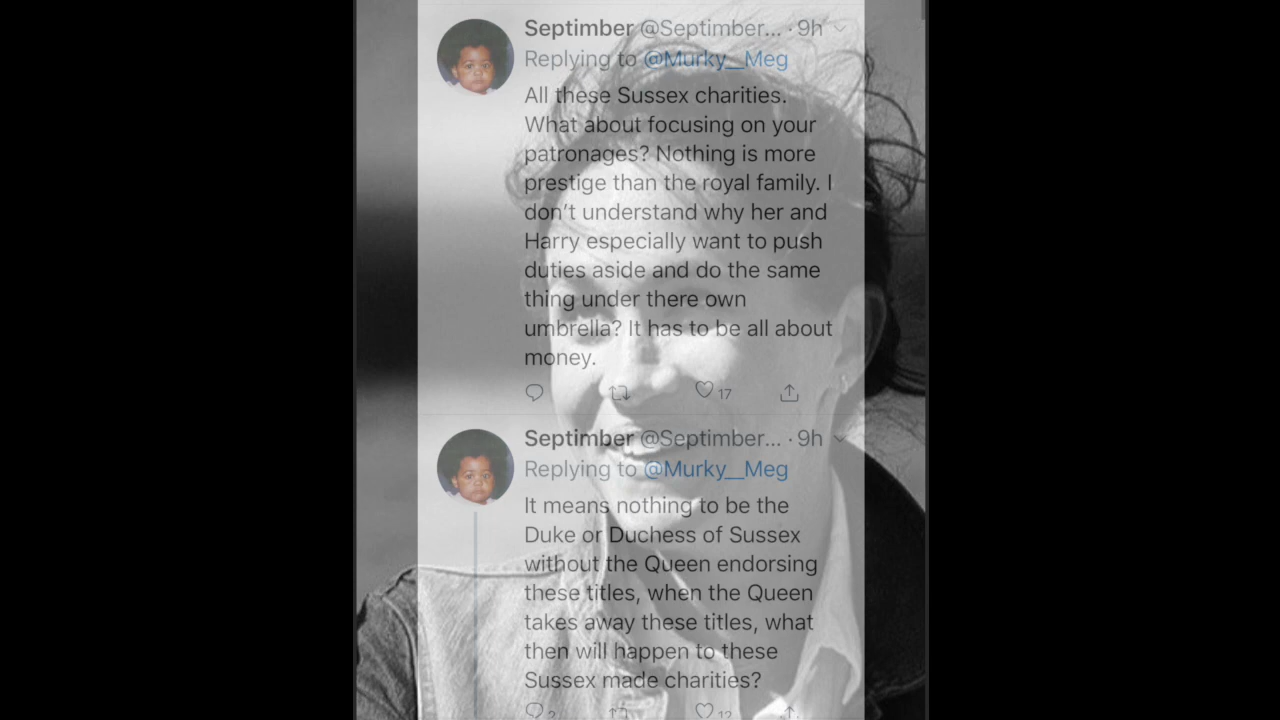 Septimber @Septimber... · 9h
Replying to @Murky__Meg
All these Sussex charities.
What about focusing on your
patronages? Nothing is more
prestige than the royal family. I
don't understand why her and
Harry especially want to push
duties aside and do the same
thing under there own
umbrella? It has to be all about
money.
17
Septimber @Septimber... · 9h
Replying to @Murky__Meg
It means nothing to be the
Duke or Duchess of Sussex
without the Queen endorsing
these titles, when the Queen
takes away these titles, what
then will happen to these
Sussex made charities?
2 12